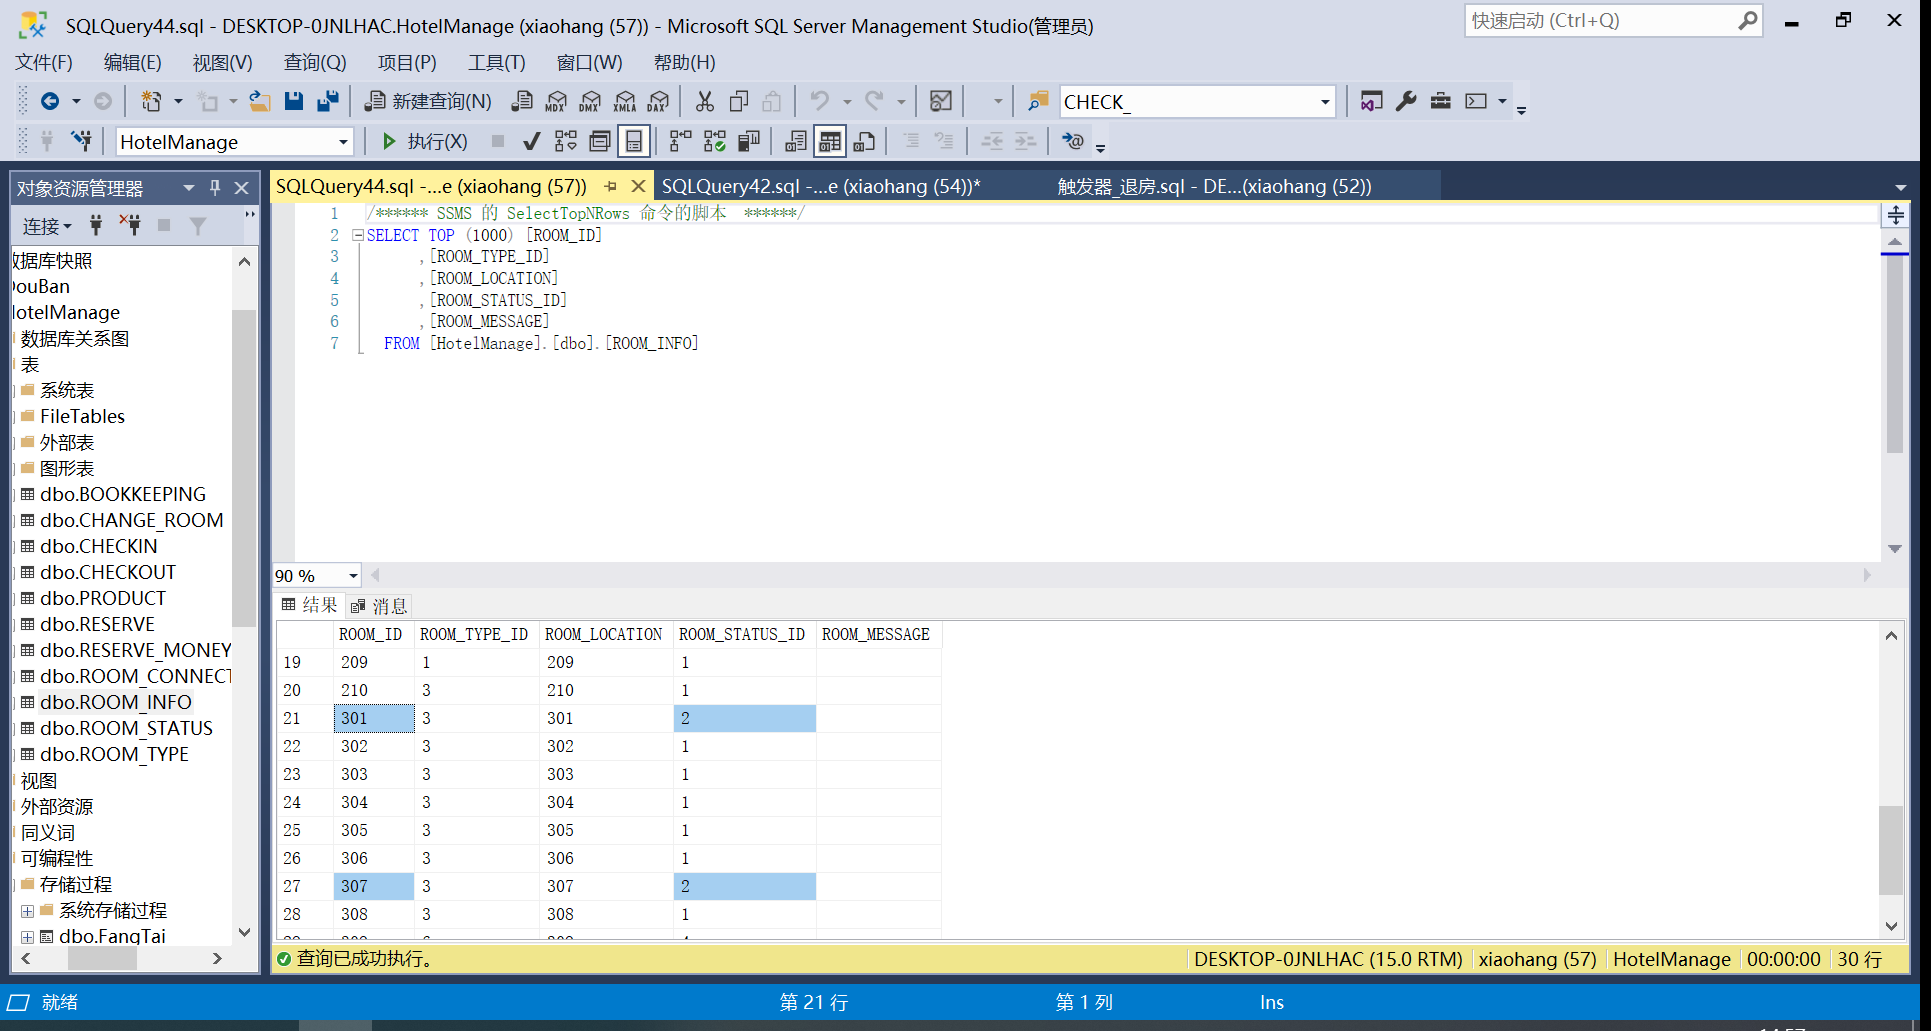 SQLQuery44.sql - DESKTOP-0JNLHAC.HotelManage (xiaohang (57)) - Microsoft SQL Server Management Studio(管理员)
快速启动 (Ctrl+Q)
文件(F) 编辑(E) 视图(V) 查询(Q) 项目(P) 工具(T) 窗口(W) 帮助(H)
新建查询(N) MDX DMX XMLA DAX CHECK_
HotelManage 执行(X)
对象资源管理器
连接
数据库快照
DouBan
HotelManage
数据库关系图
表
系统表
FileTables
外部表
图形表
dbo.BOOKKEEPING
dbo.CHANGE_ROOM
dbo.CHECKIN
dbo.CHECKOUT
dbo.PRODUCT
dbo.RESERVE
dbo.RESERVE_MONEY
dbo.ROOM_CONNECT
dbo.ROOM_INFO
dbo.ROOM_STATUS
dbo.ROOM_TYPE
视图
外部资源
同义词
可编程性
存储过程
系统存储过程
dbo.FangTai
SQLQuery44.sql -...e (xiaohang (57)) SQLQuery42.sql -...e (xiaohang (54))* 触发器_退房.sql - DE...(xiaohang (52))
1 /****** SSMS 的 SelectTopNRows 命令的脚本 ******/
2 SELECT TOP (1000) [ROOM_ID]
3 ,[ROOM_TYPE_ID]
4 ,[ROOM_LOCATION]
5 ,[ROOM_STATUS_ID]
6 ,[ROOM_MESSAGE]
7 FROM [HotelManage].[dbo].[ROOM_INFO]
90 %
结果 消息
ROOM_ID ROOM_TYPE_ID ROOM_LOCATION ROOM_STATUS_ID ROOM_MESSAGE
19 209 1 209 1
20 210 3 210 1
21 301 3 301 2
22 302 3 302 1
23 303 3 303 1
24 304 3 304 1
25 305 3 305 1
26 306 3 306 1
27 307 3 307 2
28 308 3 308 1
查询已成功执行。 DESKTOP-0JNLHAC (15.0 RTM) xiaohang (57) HotelManage 00:00:00 30 行
就绪 第 21 行 第 1 列 Ins